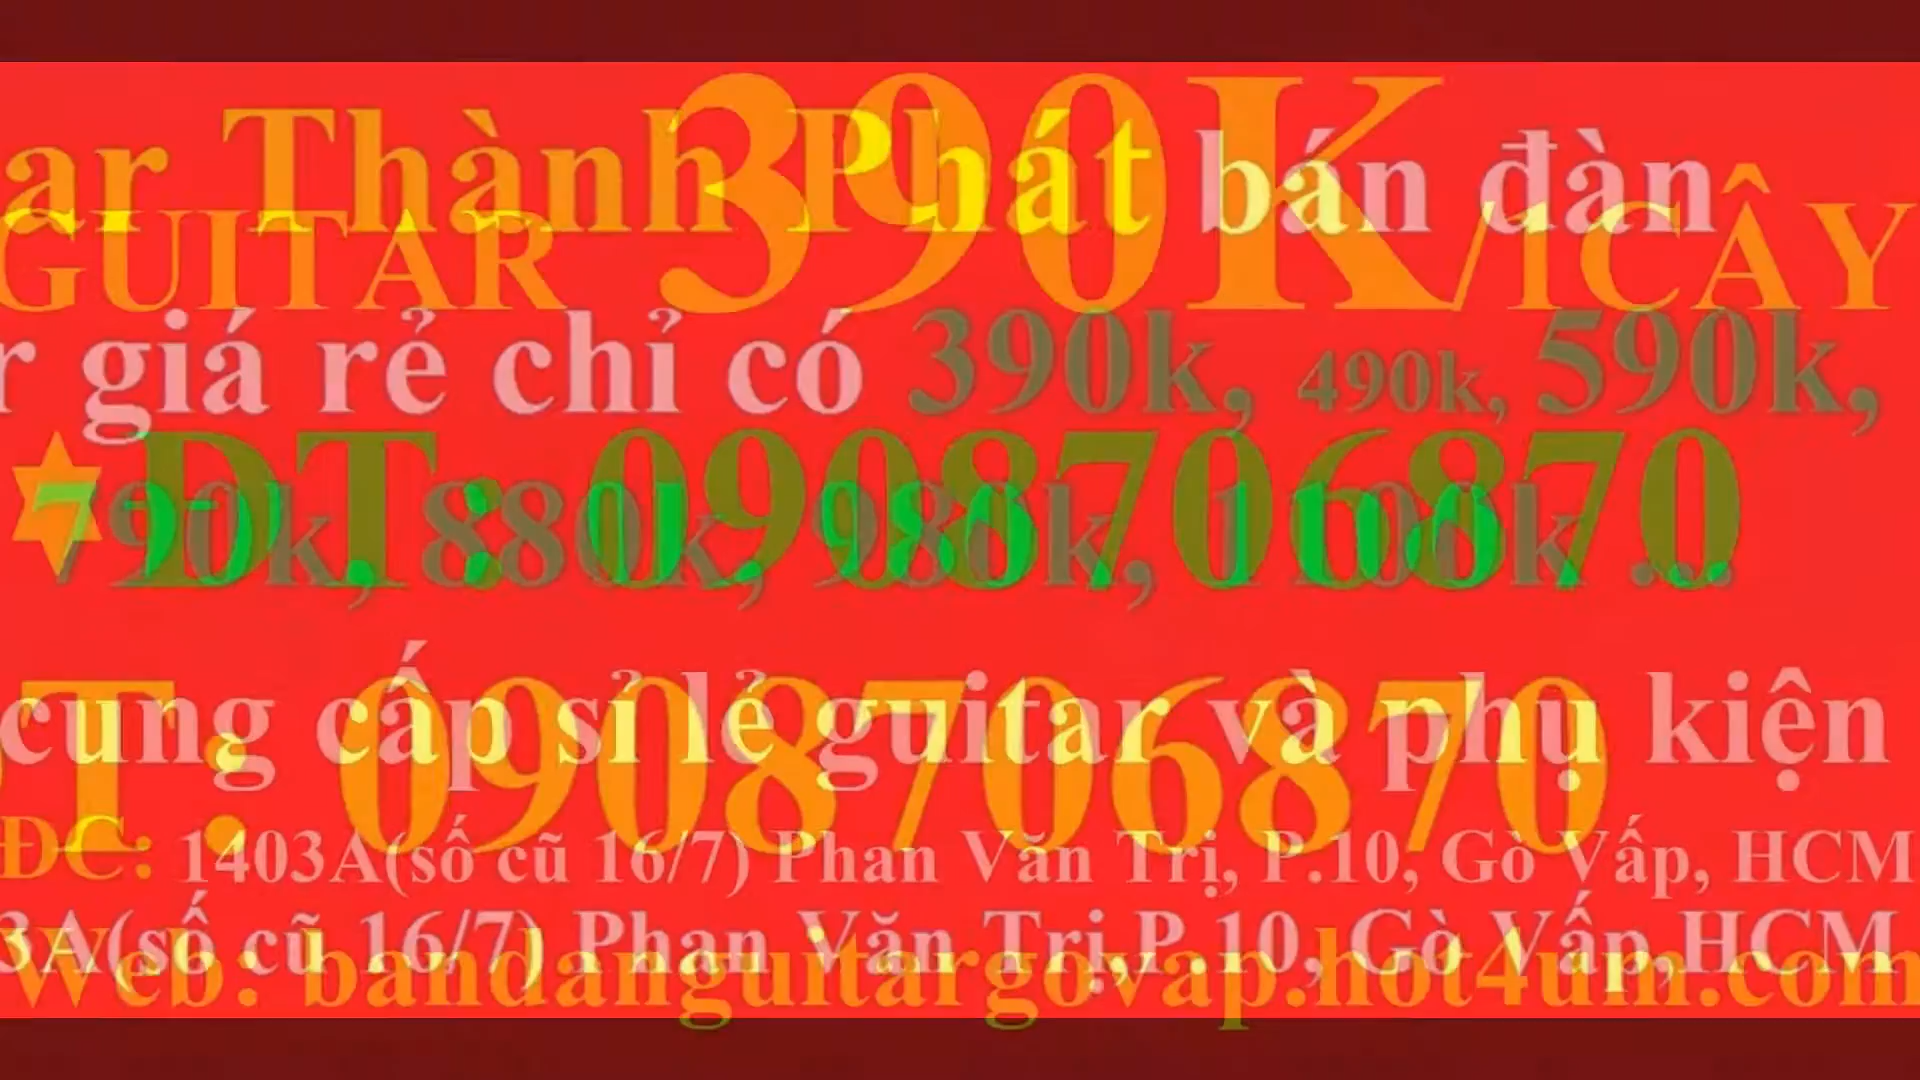 390K/1CÂY
ar Thành Phát bán đàn
GUITAR
r giá rẻ chỉ có 390k, 490k, 590k,
ĐT: 0908706870
790k, 880k, 980k, 1100k ...
cung cấp sỉ lẻ guitar và phụ kiện
T: 0908706870
ĐC: 1403A(số cũ 16/7) Phan Văn Trị, P.10, Gò Vấp, HCM
3A(số cũ 16/7) Phan Văn Trị,P.10, Gò Vấp,HCM
Web: bandanguitargovap.hot4um.com